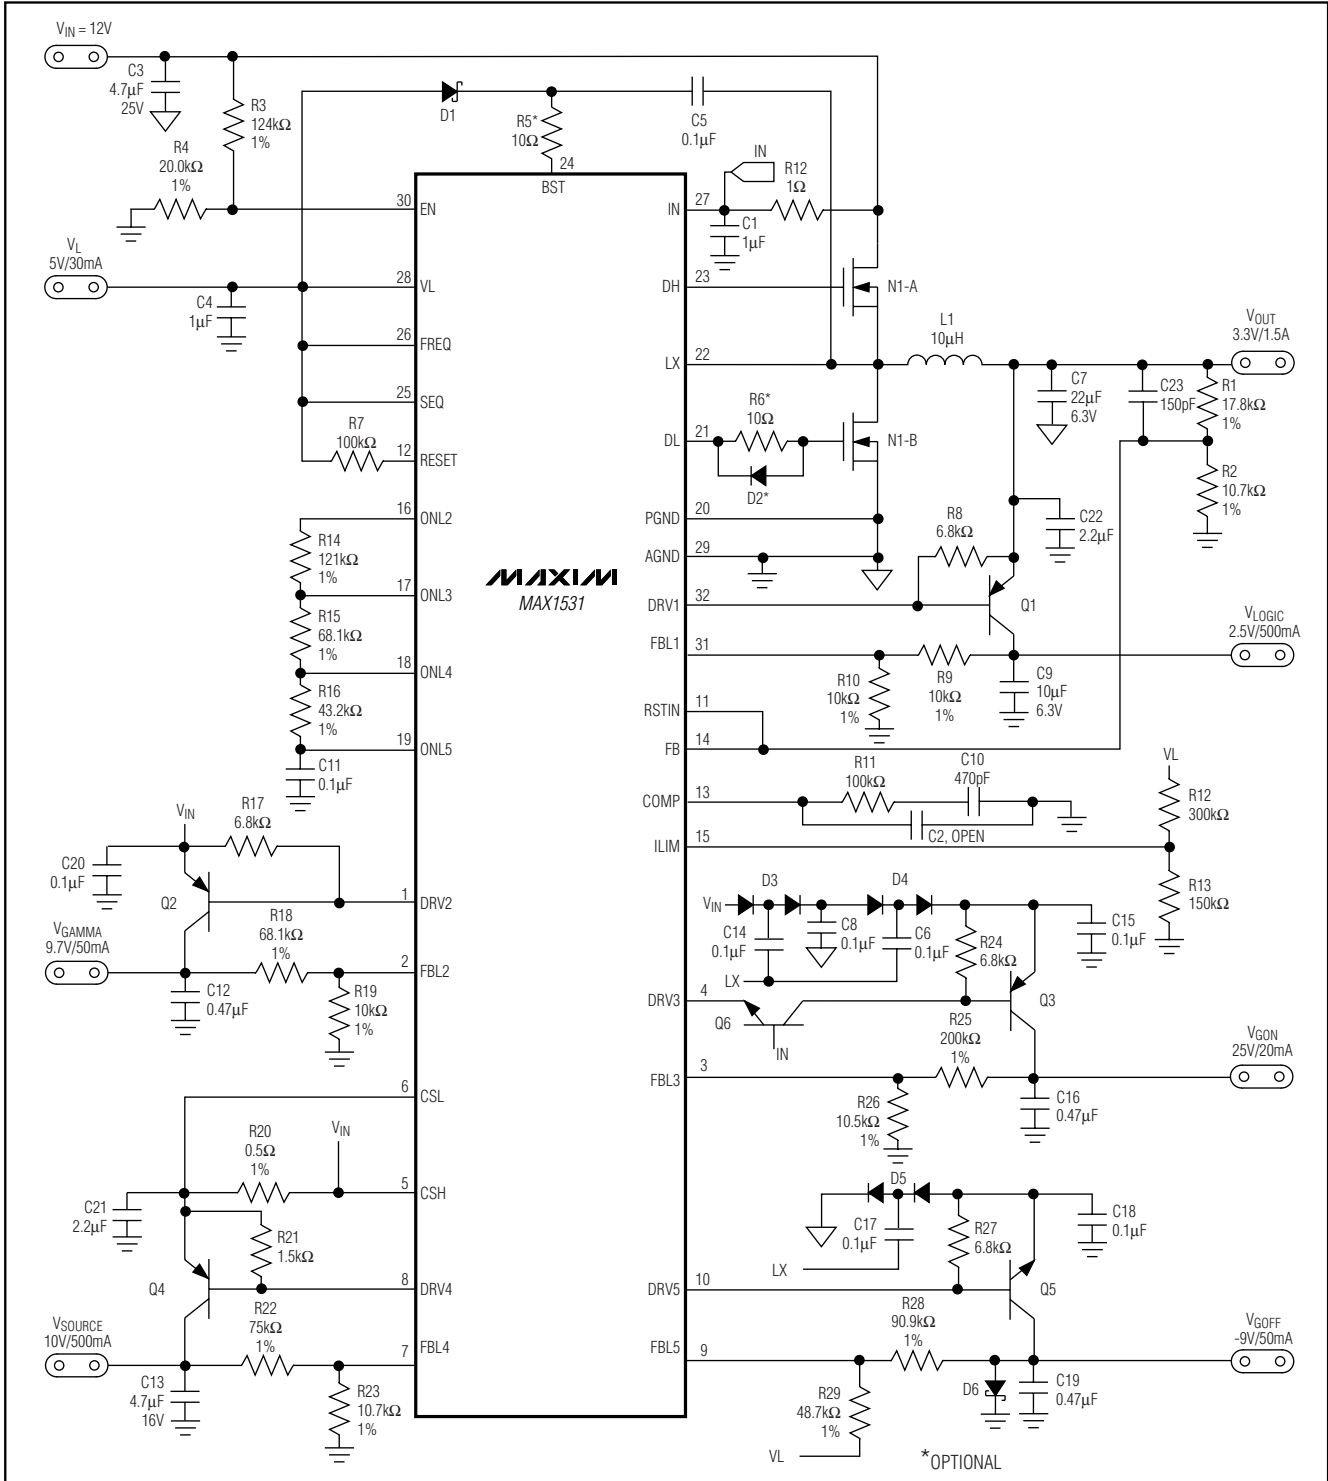 VIN = 12V
C3
4.7µF
25V
R3
124kΩ
1%
R4
20.0kΩ
1%
D1
R5*
10Ω
C5
0.1µF
24
BST
30
EN
VL
5V/30mA
C4
1µF
28
VL
26
FREQ
25
SEQ
R7
100kΩ
12
RESET
16
ONL2
R14
121kΩ
1%
17
ONL3
R15
68.1kΩ
1%
18
ONL4
R16
43.2kΩ
1%
19
ONL5
C11
0.1µF
VIN
R17
6.8kΩ
C20
0.1µF
Q2
1
DRV2
VGAMMA
9.7V/50mA
R18
68.1kΩ
1%
2
FBL2
C12
0.47µF
R19
10kΩ
1%
6
CSL
R20
0.5Ω
1%
VIN
5
CSH
C21
2.2µF
R21
1.5kΩ
Q4
8
DRV4
VSOURCE
10V/500mA
R22
75kΩ
1%
7
FBL4
C13
4.7µF
16V
R23
10.7kΩ
1%
MAXIM
MAX1531
IN
27
IN
R12
1Ω
C1
1µF
DH
23
N1-A
LX
22
L1
10µH
VOUT
3.3V/1.5A
C7
22µF
6.3V
C23
150pF
R1
17.8kΩ
1%
R2
10.7kΩ
1%
DL
21
R6*
10Ω
D2*
N1-B
PGND
20
AGND
29
R8
6.8kΩ
C22
2.2µF
DRV1
32
Q1
FBL1
31
VLOGIC
2.5V/500mA
R10
10kΩ
1%
R9
10kΩ
1%
C9
10µF
6.3V
RSTIN
11
FB
14
COMP
13
R11
100kΩ
C10
470pF
C2, OPEN
ILIM
15
VL
R12
300kΩ
R13
150kΩ
VIN
D3
D4
C14
0.1µF
C8
0.1µF
C6
0.1µF
R24
6.8kΩ
C15
0.1µF
LX
DRV3
4
Q6
IN
Q3
R25
200kΩ
1%
VGON
25V/20mA
FBL3
3
R26
10.5kΩ
1%
C16
0.47µF
D5
C17
0.1µF
R27
6.8kΩ
C18
0.1µF
LX
DRV5
10
Q5
R28
90.9kΩ
1%
VGOFF
-9V/50mA
FBL5
9
R29
48.7kΩ
1%
D6
C19
0.47µF
VL
*OPTIONAL